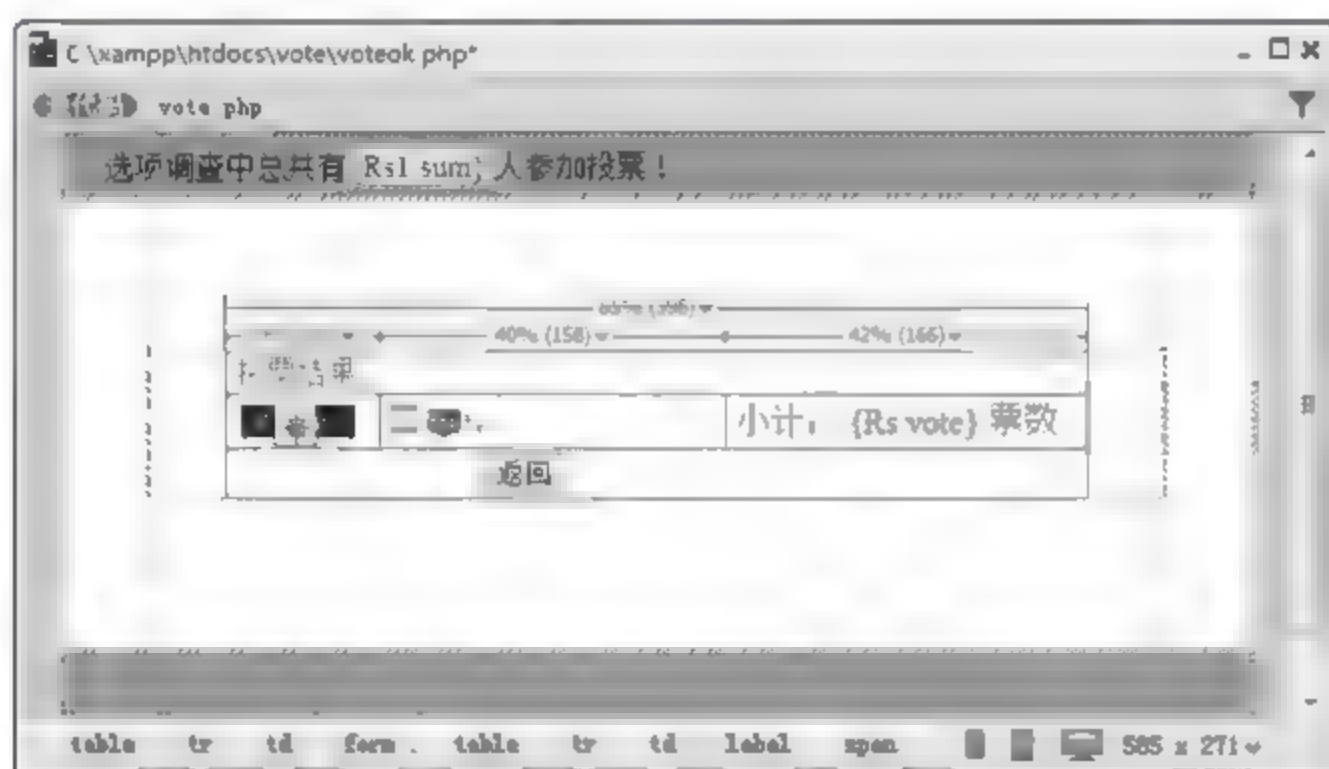 C \xampp\htdocs\vote\voteok php*
vote php
选项调查中总共有 Rs1 sum} 人参加投票！
40% (158) 42% (166)
小计： {Rs vote} 票数
返回
table tr td form . table tr td label span 585 x 271